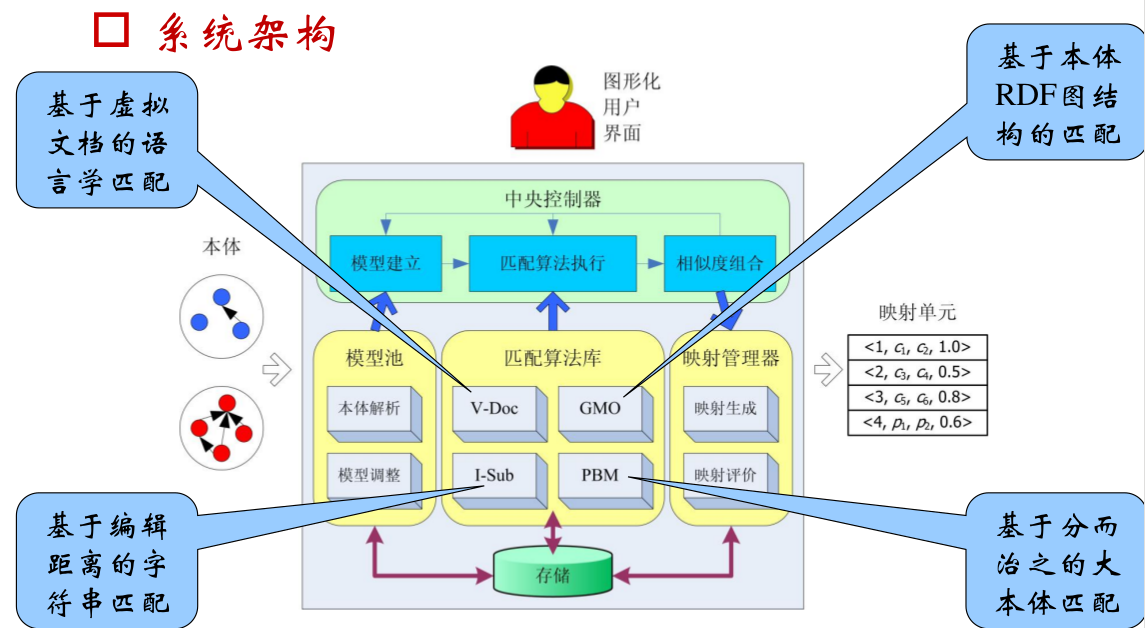 系统架构
基于虚拟
文档的语
言学匹配
图形化
用户
界面
基于本体
RDF图结
构的匹配
中央控制器
模型建立
匹配算法执行
相似度组合
本体
模型池
匹配算法库
映射管理器
本体解析
V-Doc
GMO
映射生成
模型调整
I-Sub
PBM
映射评价
映射单元
<1, c₁, c₂, 1.0>
<2, c₃, c₄, 0.5>
<3, c₅, c₆, 0.8>
<4, p₁, p₂, 0.6>
基于编辑
距离的字
符串匹配
存储
基于分而
治之的大
本体匹配